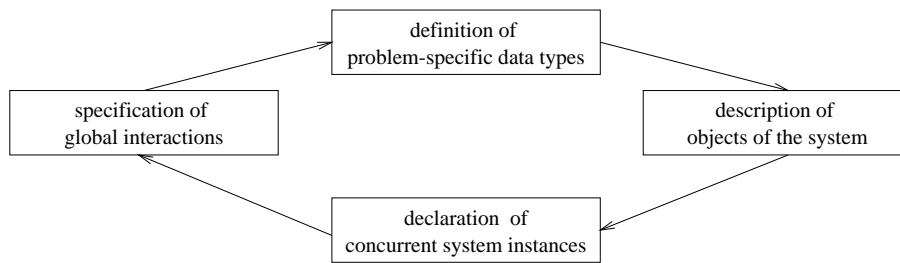 definition of
problem-specific data types
specification of
global interactions
description of
objects of the system
declaration of
concurrent system instances